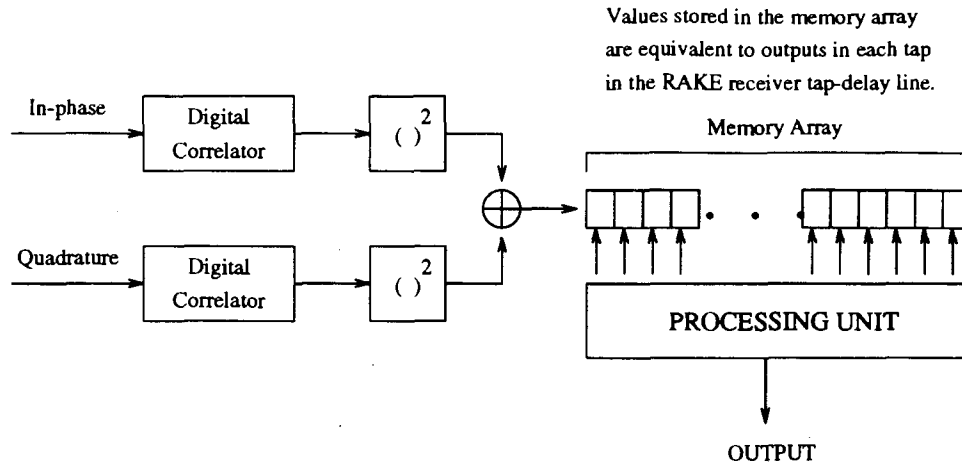 Values stored in the memory array
are equivalent to outputs in each tap
in the RAKE receiver tap-delay line.
In-phase
Digital
Correlator
( )²
Memory Array
Quadrature
Digital
Correlator
( )²
PROCESSING UNIT
OUTPUT